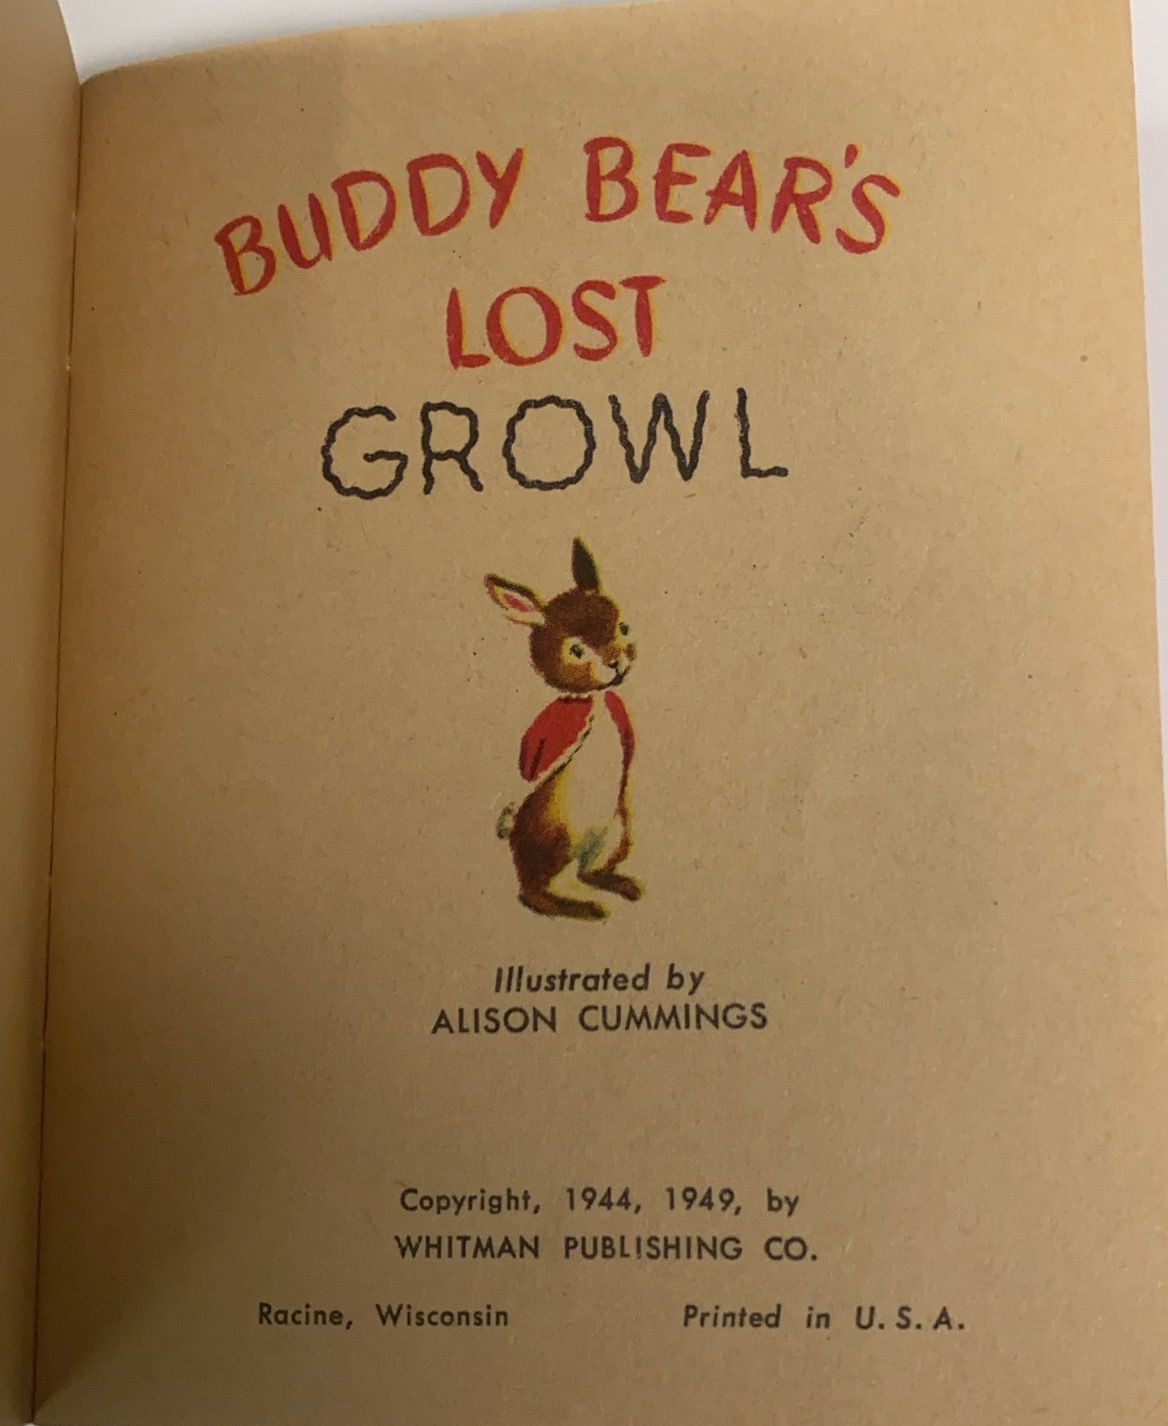 BUDDY BEAR'S
LOST
GROWL
Illustrated by
ALISON CUMMINGS
Copyright, 1944, 1949, by
WHITMAN PUBLISHING CO.
Racine, Wisconsin Printed in U. S. A.